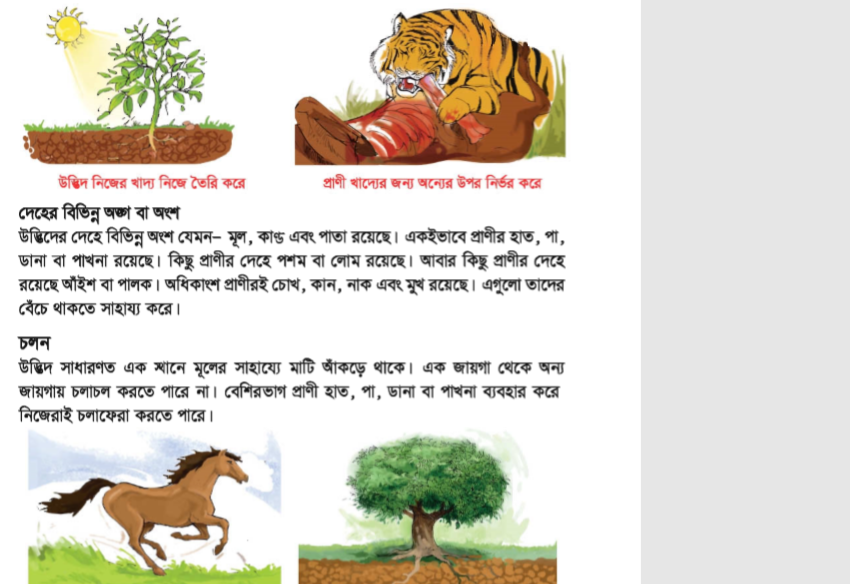 উদ্ভিদ নিজের খাদ্য নিজে তৈরি করে
প্রাণী খাদ্যের জন্য অন্যের উপর নির্ভর করে
দেহের বিভিন্ন অঙ্গ বা অংশ
উদ্ভিদের দেহে বিভিন্ন অংশ যেমন– মূল, কাণ্ড এবং পাতা রয়েছে। একইভাবে প্রাণীর হাত, পা,
ডানা বা পাখনা রয়েছে। কিছু প্রাণীর দেহে পশম বা লোম রয়েছে। আবার কিছু প্রাণীর দেহে
রয়েছে আঁইশ বা পালক। অধিকাংশ প্রাণীরই চোখ, কান, নাক এবং মুখ রয়েছে। এগুলো তাদের
বেঁচে থাকতে সাহায্য করে।
চলন
উদ্ভিদ সাধারণত এক স্থানে মূলের সাহায্যে মাটি আঁকড়ে থাকে। এক জায়গা থেকে অন্য
জায়গায় চলাচল করতে পারে না। বেশিরভাগ প্রাণী হাত, পা, ডানা বা পাখনা ব্যবহার করে
নিজেরাই চলাফেরা করতে পারে।